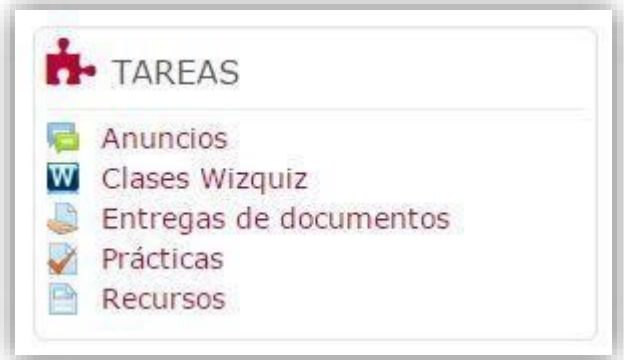 TAREAS
Anuncios
W Clases Wizquiz
Entregas de documentos
Prácticas
Recursos